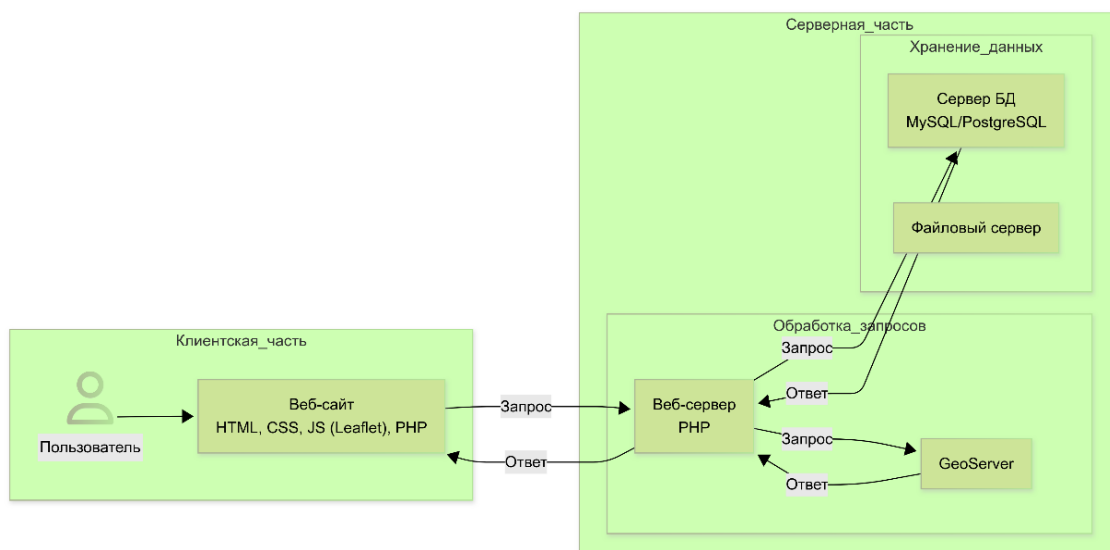 Серверная_часть
Хранение_данных
Сервер БД
MySQL/PostgreSQL
Файловый сервер
Клиентская_часть
Пользователь
Веб-сайт
HTML, CSS, JS (Leaflet), PHP
Запрос
Ответ
Обработка_запросов
Запрос
Ответ
Веб-сервер
PHP
Запрос
Ответ
GeoServer